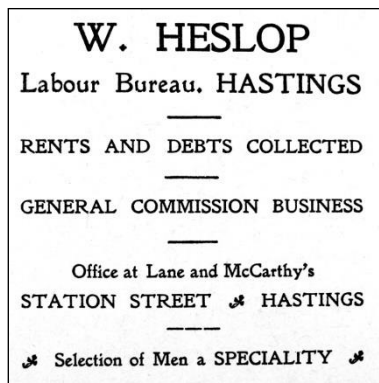 W. HESLOP
Labour Bureau. HASTINGS
RENTS AND DEBTS COLLECTED
GENERAL COMMISSION BUSINESS
Office at Lane and McCarthy's
STATION STREET HASTINGS
Selection of Men a SPECIALITY